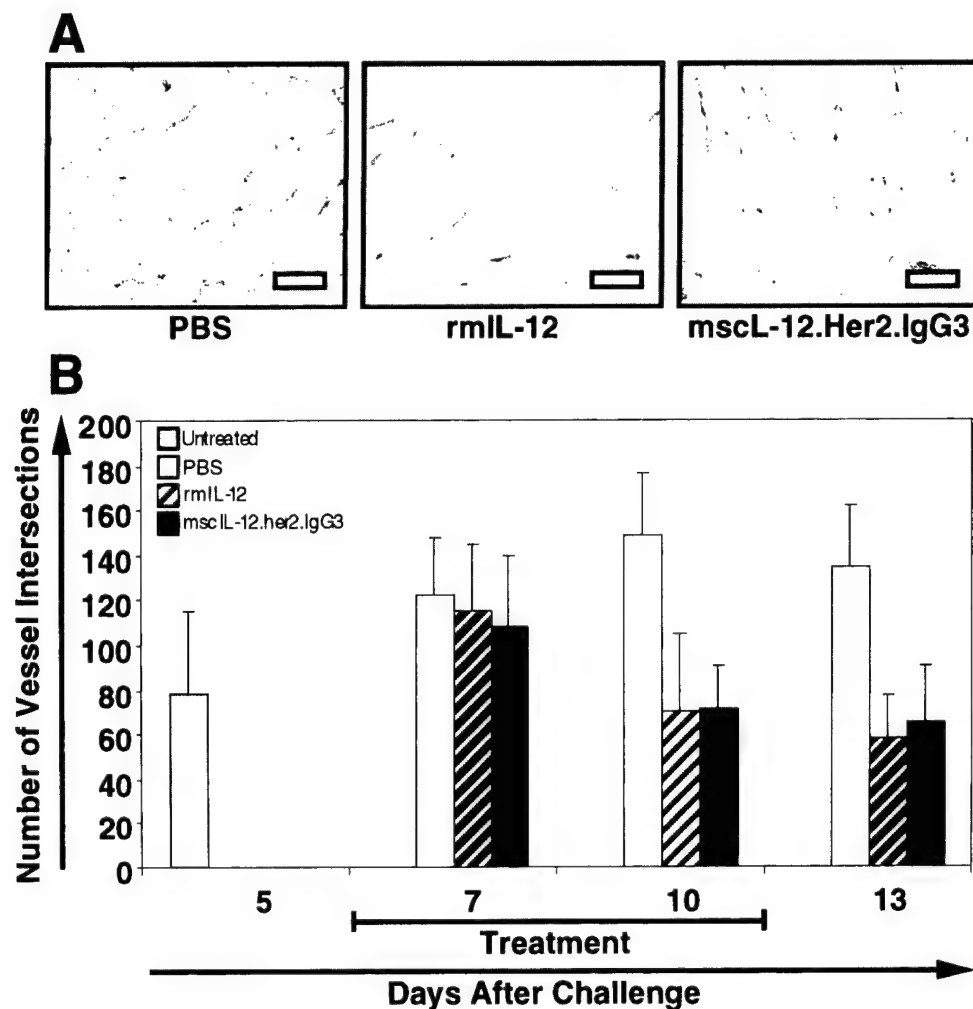 A
PBS
rmIL-12
mscL-12.Her2.IgG3
B
Number of Vessel Intersections
200
180
160
140
120
100
80
60
40
20
0
Untreated
PBS
rmIL-12
mscIL-12.her2.IgG3
5
7
10
13
Treatment
Days After Challenge